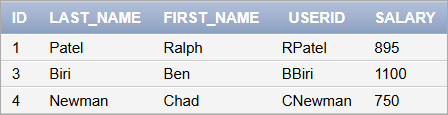 ID LAST_NAME FIRST_NAME USERID SALARY
1 Patel Ralph RPatel 895
3 Biri Ben BBiri 1100
4 Newman Chad CNewman 750